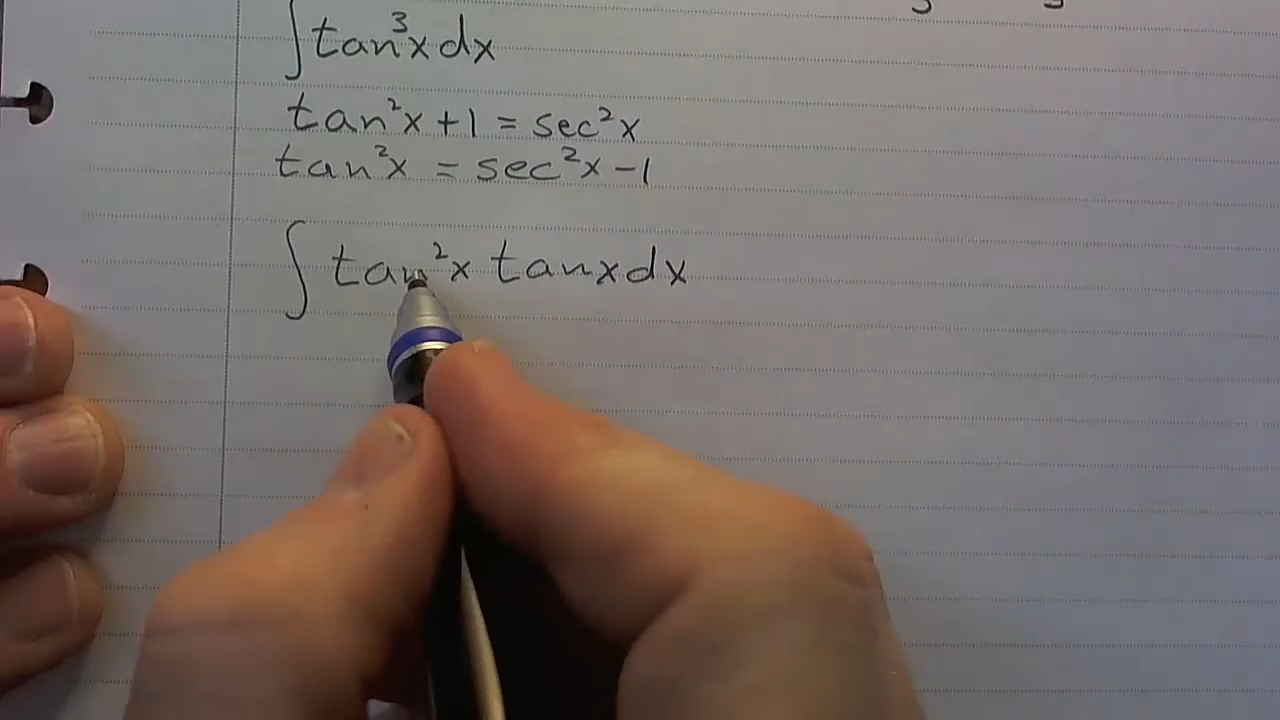 ∫tan³x dx
tan²x + 1 = sec²x
tan²x = sec²x − 1
∫ tan²x tanx dx